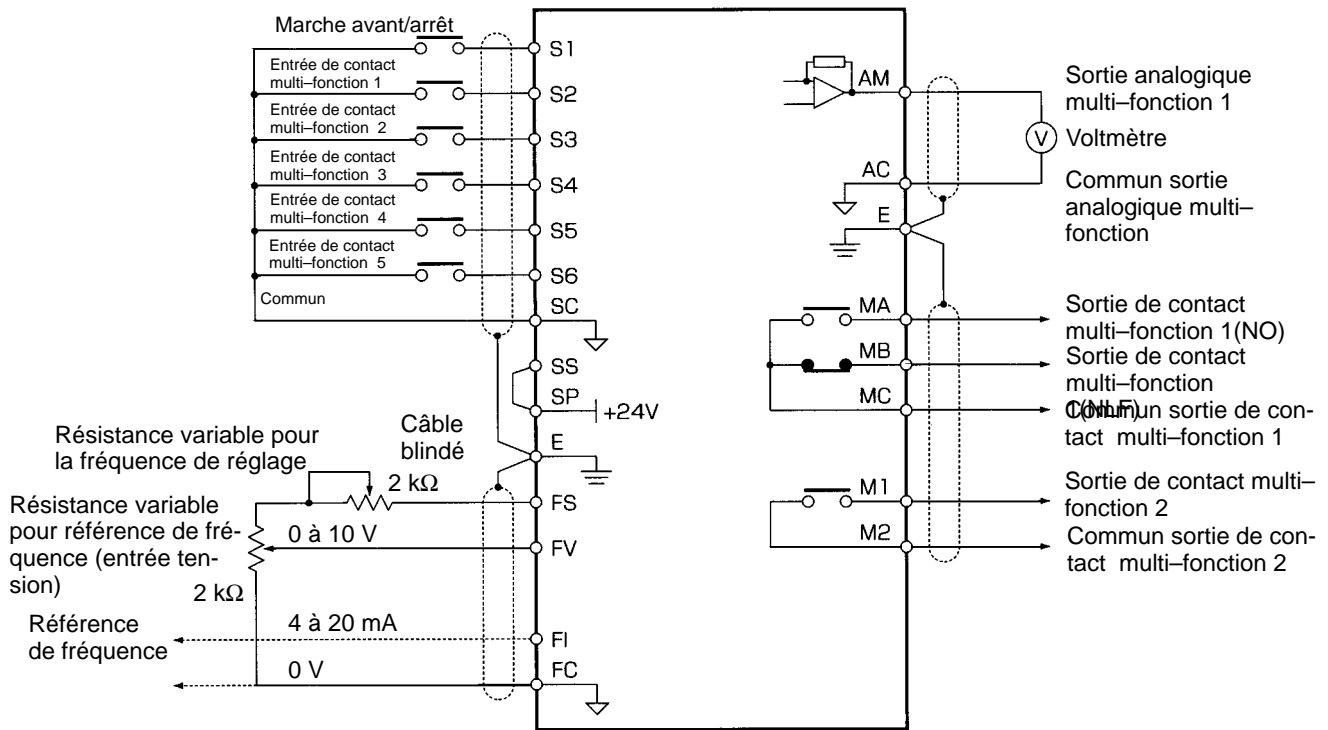 Marche avant/arrêt
S1
Entrée de contact
multi–fonction 1
S2
Entrée de contact
multi–fonction 2
S3
Entrée de contact
multi–fonction 3
S4
Entrée de contact
multi–fonction 4
S5
Entrée de contact
multi–fonction 5
S6
Commun
SC
SS
SP
+24V
Câble
blindé
E
Résistance variable pour
la fréquence de réglage
2 kΩ
FS
Résistance variable
pour référence de fré-
quence (entrée ten-
sion)
0 à 10 V
FV
2 kΩ
Référence
de fréquence
4 à 20 mA
FI
0 V
FC
AM
Sortie analogique
multi–fonction 1
V
Voltmètre
AC
Commun sortie
analogique multi–
fonction
E
MA
Sortie de contact
multi–fonction 1(NO)
MB
Sortie de contact
multi–fonction
1(NLF)
MC
Commun sortie de con-
tact multi–fonction 1
M1
Sortie de contact multi–
fonction 2
M2
Commun sortie de con-
tact multi–fonction 2